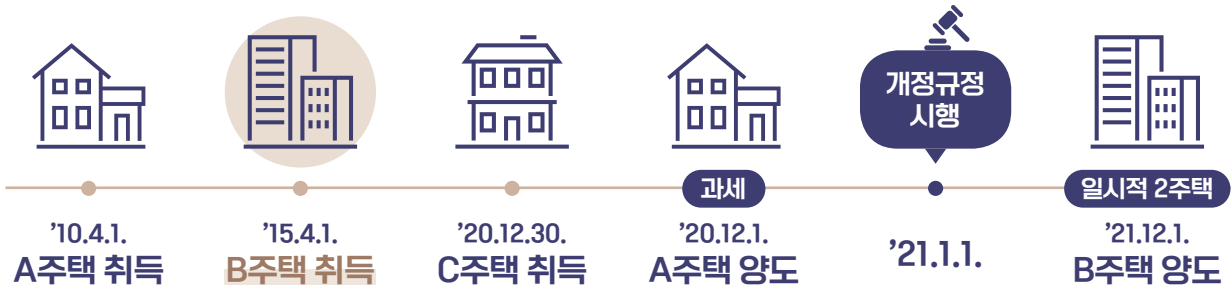 개정규정
시행
과세
일시적 2주택
’10.4.1.
A주택 취득
’15.4.1.
B주택 취득
’20.12.30.
C주택 취득
’20.12.1.
A주택 양도
’21.1.1.
’21.12.1.
B주택 양도